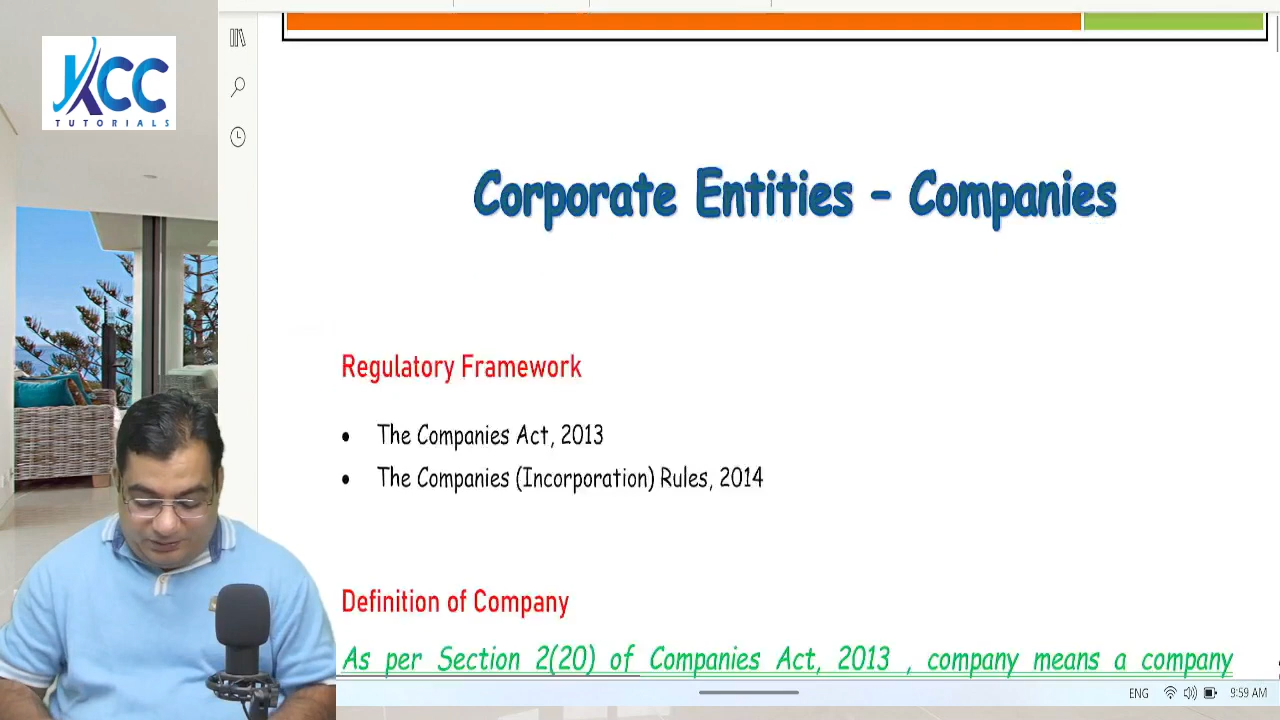 KCC
TUTORIALS
Corporate Entities – Companies
Regulatory Framework
• The Companies Act, 2013
• The Companies (Incorporation) Rules, 2014
Definition of Company
As per Section 2(20) of Companies Act, 2013 , company means a company
ENG 9:59 AM